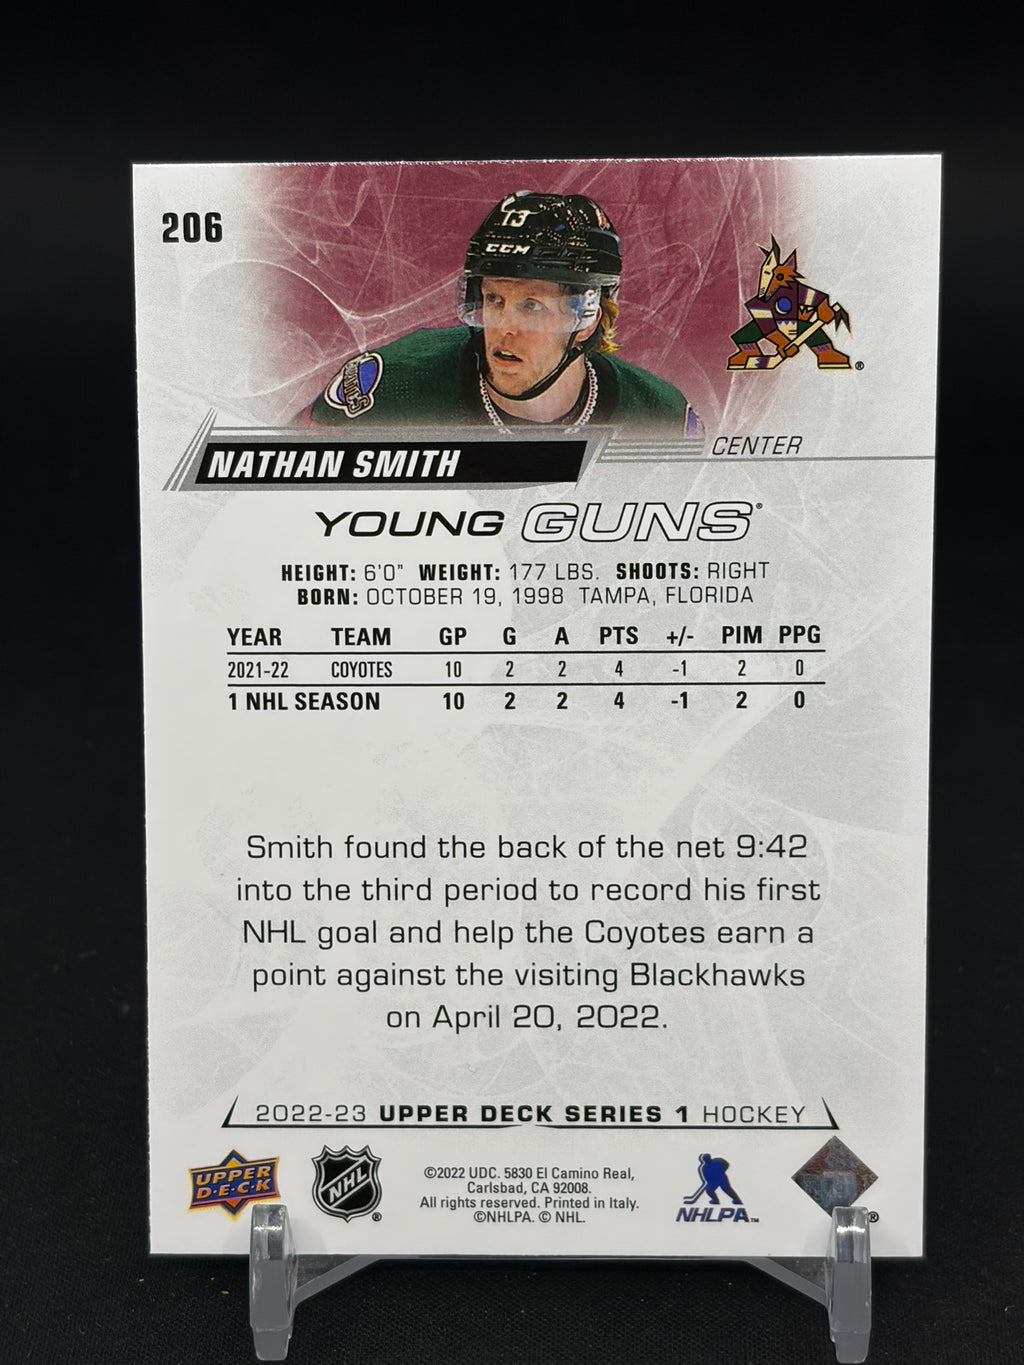 206
13
CCM
CENTER
NATHAN SMITH
YOUNG GUNS®
HEIGHT: 6'0" WEIGHT: 177 LBS. SHOOTS: RIGHT
BORN: OCTOBER 19, 1998 TAMPA, FLORIDA
YEAR TEAM GP G A PTS +/- PIM PPG
2021-22 COYOTES 10 2 2 4 -1 2 0
1 NHL SEASON 10 2 2 4 -1 2 0
Smith found the back of the net 9:42
into the third period to record his first
NHL goal and help the Coyotes earn a
point against the visiting Blackhawks
on April 20, 2022.
2022-23 UPPER DECK SERIES 1 HOCKEY
UPPER
D·E·C·K
NHL®
©2022 UDC. 5830 El Camino Real,
Carlsbad, CA 92008.
All rights reserved. Printed in Italy.
©NHLPA. © NHL.
NHLPA™